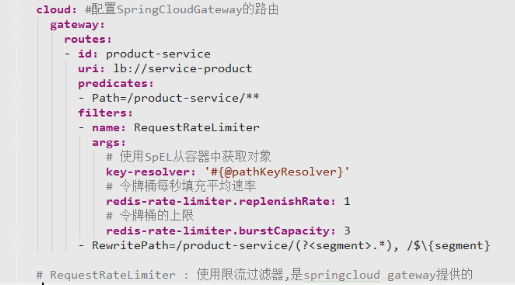 cloud: #配置SpringCloudGateway的路由
gateway:
routes:
- id: product-service
uri: lb://service-product
predicates:
- Path=/product-service/**
filters:
- name: RequestRateLimiter
args:
# 使用SpEL从容器中获取对象
key-resolver: '#{@pathKeyResolver}'
# 令牌桶每秒填充平均速率
redis-rate-limiter.replenishRate: 1
# 令牌桶的上限
redis-rate-limiter.burstCapacity: 3
- RewritePath=/product-service/(?<segment>.*), /$\{segment}
# RequestRateLimiter : 使用限流过滤器,是springcloud gateway提供的